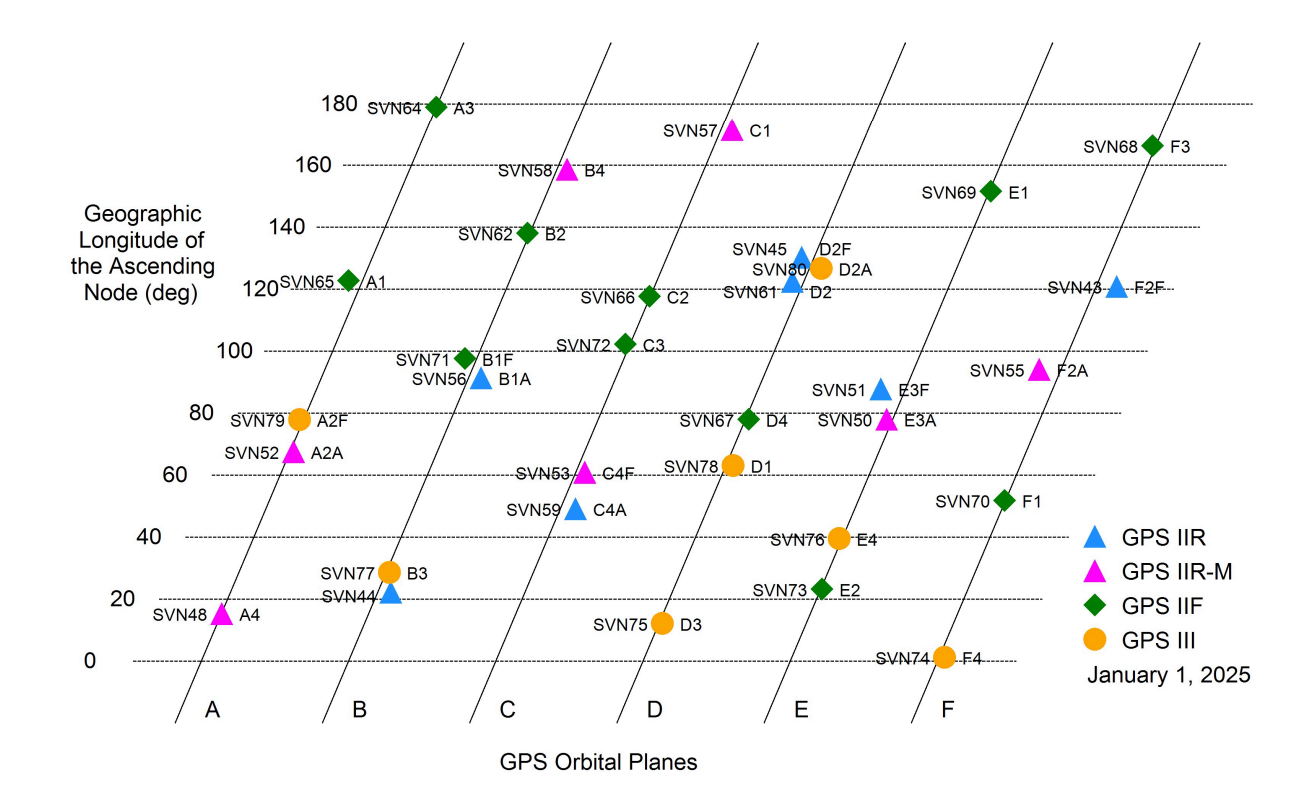 180
SVN64
A3
SVN57
C1
SVN68
F3
160
SVN58
B4
SVN69
E1
Geographic
Longitude of
the Ascending
Node (deg)
140
SVN62
B2
SVN45
D2F
SVN80
D2A
120
SVN65
A1
SVN61
D2
SVN43
F2F
SVN66
C2
100
SVN72
C3
SVN71
B1F
SVN56
B1A
SVN55
F2A
SVN51
E3F
80
SVN79
A2F
SVN67
D4
SVN50
E3A
SVN52
A2A
SVN78
D1
60
SVN53
C4F
SVN59
C4A
SVN70
F1
40
SVN76
E4
SVN77
B3
SVN44
SVN73
E2
20
SVN48
A4
SVN75
D3
0
SVN74
F4
GPS IIR
GPS IIR-M
GPS IIF
GPS III
January 1, 2025
A
B
C
D
E
F
GPS Orbital Planes